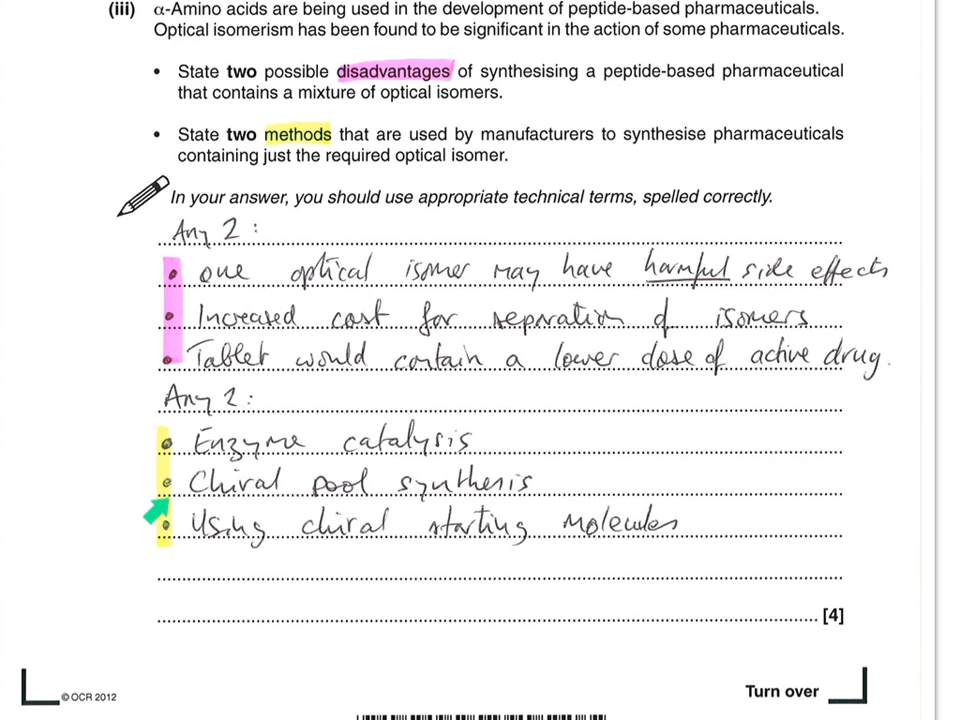 (iii) α-Amino acids are being used in the development of peptide-based pharmaceuticals.
Optical isomerism has been found to be significant in the action of some pharmaceuticals.
• State two possible disadvantages of synthesising a peptide-based pharmaceutical
that contains a mixture of optical isomers.
• State two methods that are used by manufacturers to synthesise pharmaceuticals
containing just the required optical isomer.
In your answer, you should use appropriate technical terms, spelled correctly.
Any 2:
• one optical isomer may have harmful side effects
• Increased cost for separation of isomers
• Tablet would contain a lower dose of active drug.
Any 2:
• Enzyme catalysis
• Chiral pool synthesis
• Using chiral starting molecules
[4]
© OCR 2012
Turn over